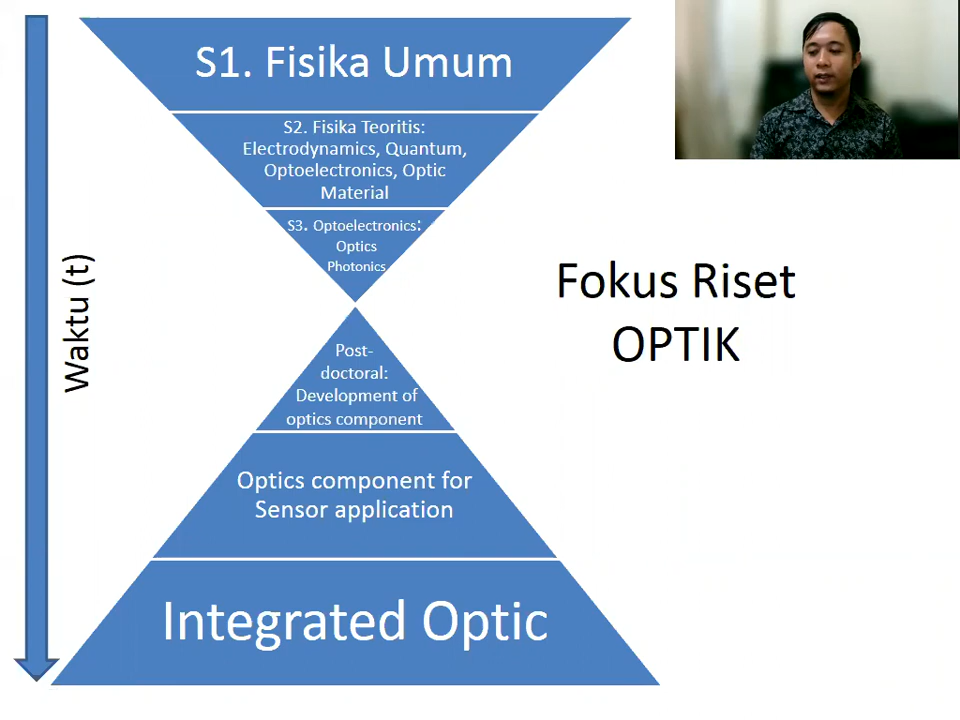 S1. Fisika Umum
S2. Fisika Teoritis:
Electrodynamics, Quantum,
Optoelectronics, Optic
Material
S3. Optoelectronics:
Optics
Photonics
Waktu (t)
Fokus Riset
OPTIK
Post-
doctoral:
Development of
optics component
Optics component for
Sensor application
Integrated Optic